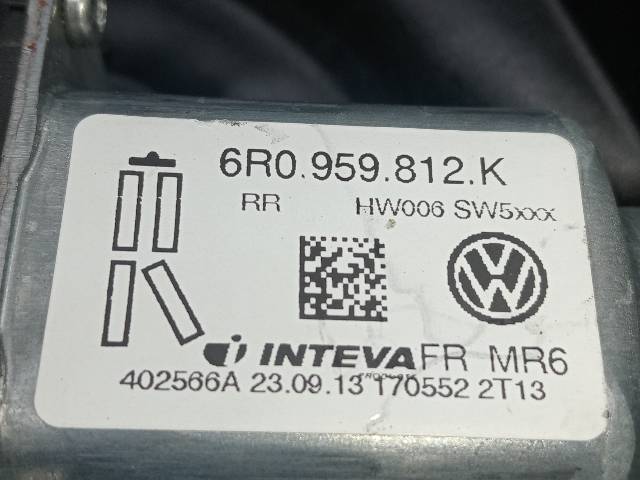 6R0.959.812.K
RR HW006 SW5xxx
INTEVA FR MR6
402566A 23.09.13 170552 2T13